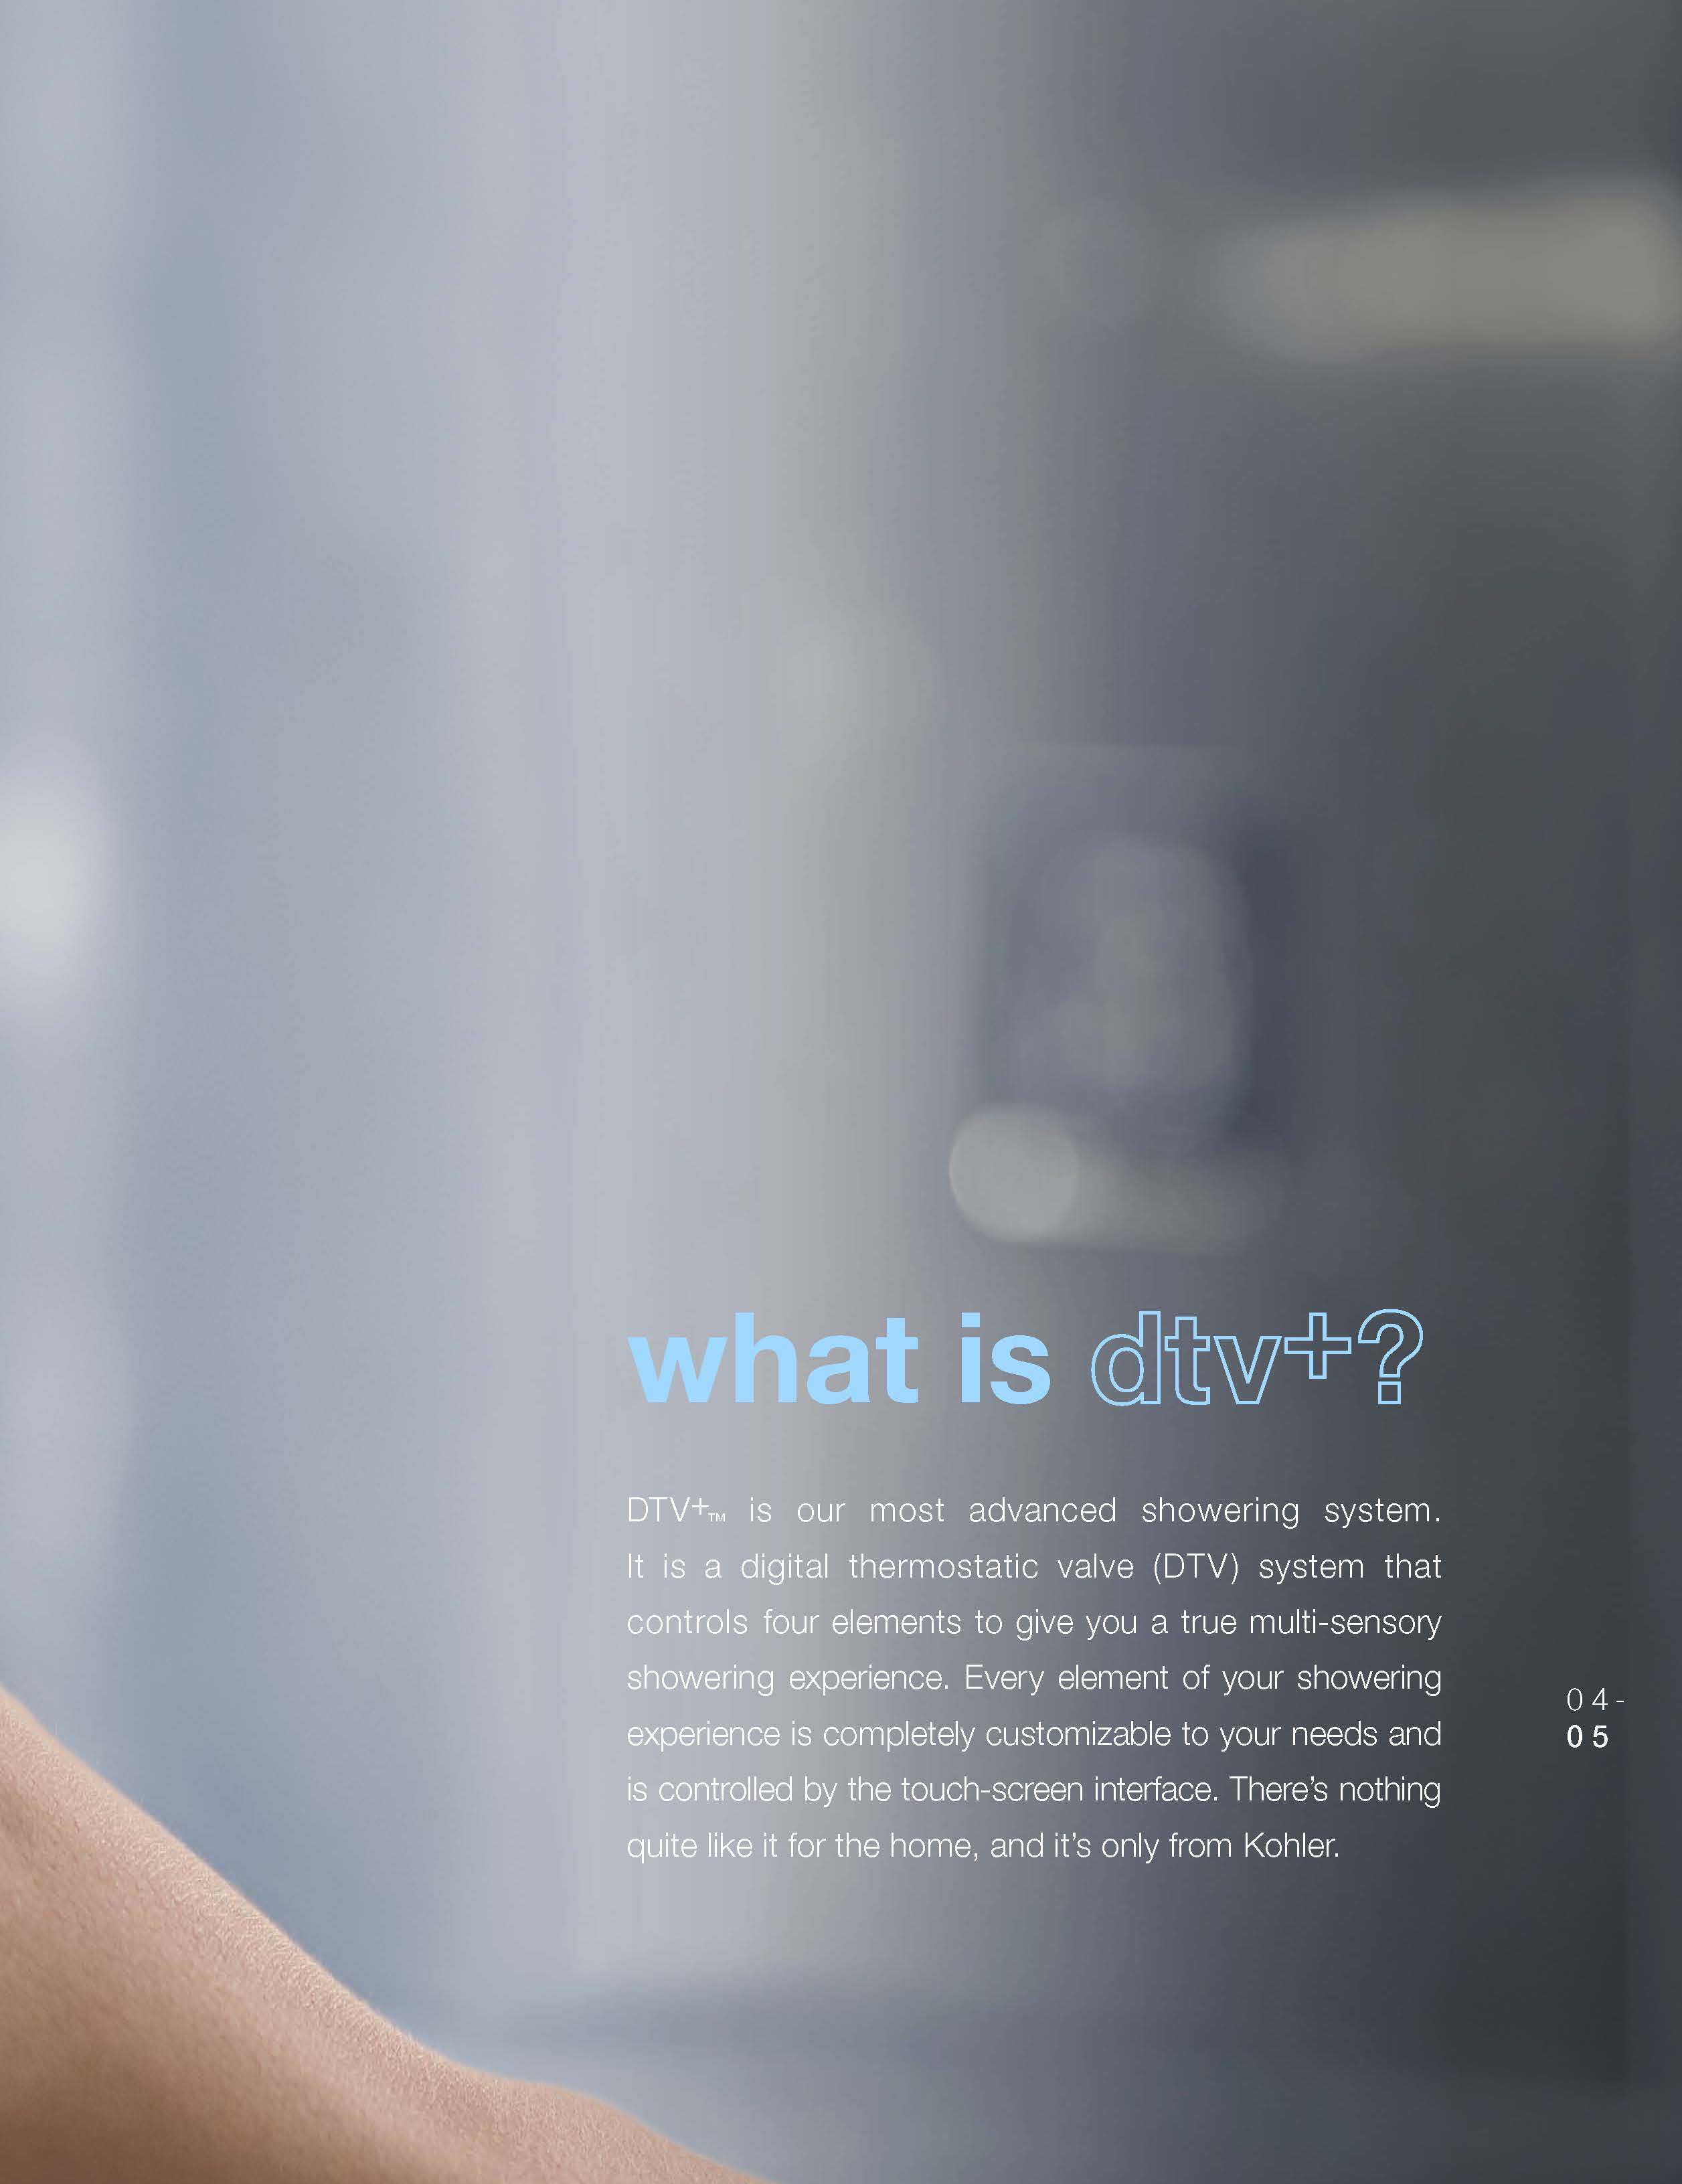 what is dtv+?
DTV+™ is our most advanced showering system.
It is a digital thermostatic valve (DTV) system that
controls four elements to give you a true multi-sensory
showering experience. Every element of your showering
experience is completely customizable to your needs and
is controlled by the touch-screen interface. There’s nothing
quite like it for the home, and it’s only from Kohler.
04-
05